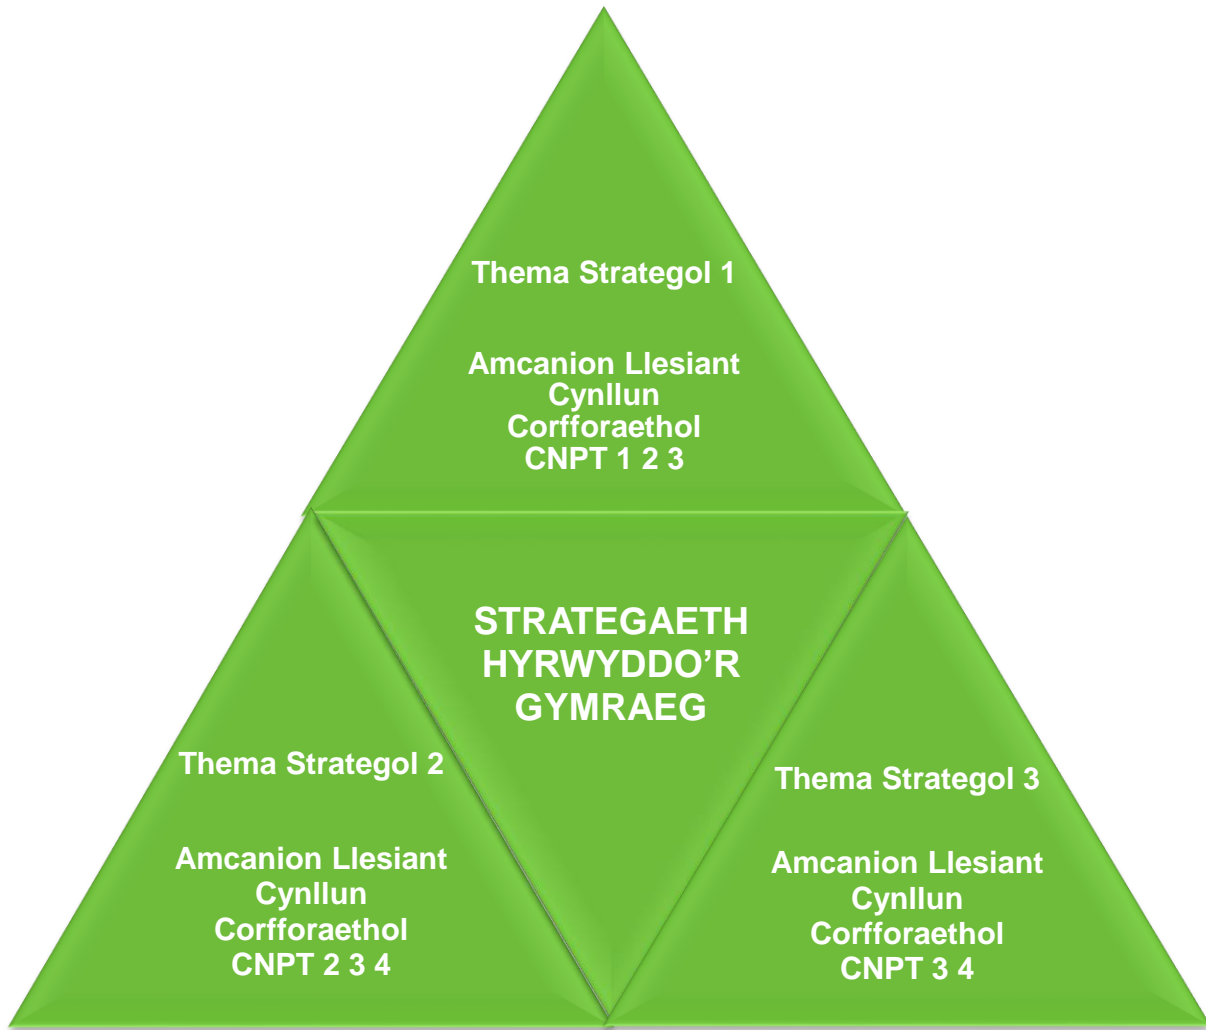 Thema Strategol 1
Amcanion Llesiant
Cynllun
Corfforaethol
CNPT 1 2 3
STRATEGAETH
HYRWYDDO’R
GYMRAEG
Thema Strategol 2
Amcanion Llesiant
Cynllun
Corfforaethol
CNPT 2 3 4
Thema Strategol 3
Amcanion Llesiant
Cynllun
Corfforaethol
CNPT 3 4